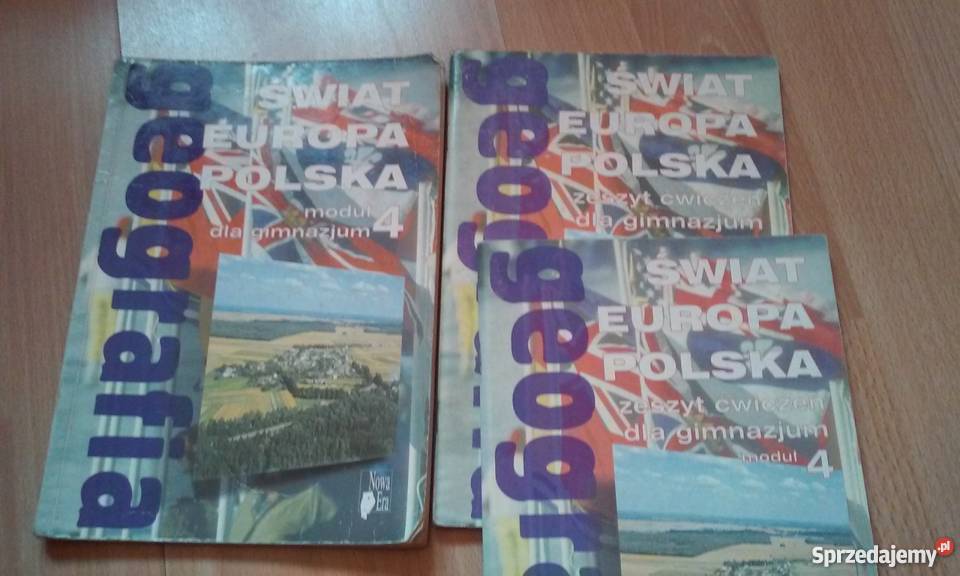 geografia
ŚWIAT
EUROPA
POLSKA
moduł
dla gimnazjum 4
Nowa
Era
geografia
ŚWIAT
EUROPA
POLSKA
zeszyt ćwiczeń
dla gimnazjum
geogr
ŚWIAT
EUROPA
POLSKA
zeszyt ćwiczeń
dla gimnazjum
moduł 4
Sprzedajemy.pl